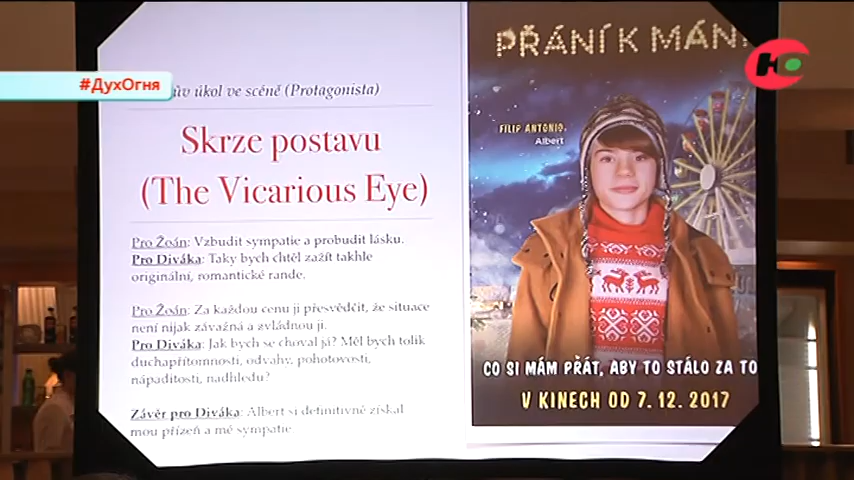 #ДухОгня
ův úkol ve scéně (Protagonista)
Skrze postavu
(The Vicarious Eye)
Pro Žoán: Vzbudit sympatie a probudit lásku.
Pro Diváka: Taky bych chtěl zažít takhle
originální, romantické rande.
Pro Žoán: Za každou cenu ji přesvědčit, že situace
není nijak závažná a zvládnou ji.
Pro Diváka: Jak bych se choval já? Měl bych tolik
duchapřítomnosti, odvahy, pohotovosti,
nápaditosti, nadhledu?
Závěr pro Diváka: Albert si definitivně získal
mou přízeň a mé sympatie.
PŘÁNÍ K MÁNÍ
Ю
FILIP ANTONIO
Albert
CO SI MÁM PŘÁT, ABY TO STÁLO ZA TO
V KINECH OD 7. 12. 2017